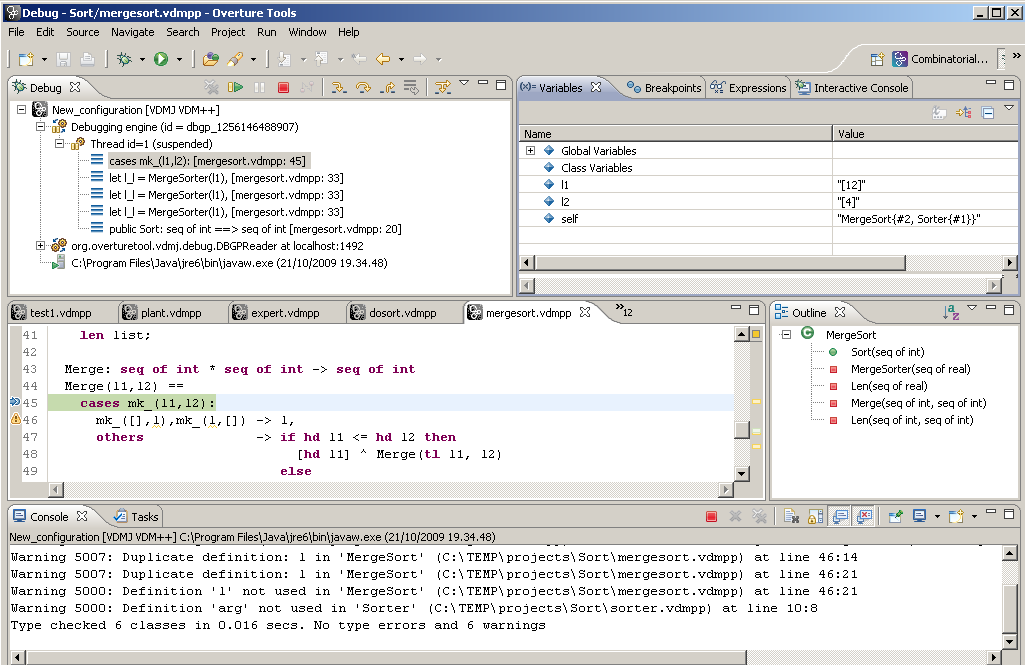 Debug - Sort/mergesort.vdmpp - Overture Tools
File Edit Source Navigate Search Project Run Window Help
Combinatorial... »
Debug
New_configuration [VDMJ VDM++]
Debugging engine (id = dbgp_1256146488907)
Thread id=1 (suspended)
cases mk_(l1,l2): [mergesort.vdmpp: 45]
let l_l = MergeSorter(l1), [mergesort.vdmpp: 33]
let l_l = MergeSorter(l1), [mergesort.vdmpp: 33]
let l_l = MergeSorter(l1), [mergesort.vdmpp: 33]
public Sort: seq of int ==> seq of int [mergesort.vdmpp: 20]
org.overturetool.vdmj.debug.DBGPReader at localhost:1492
C:\Program Files\Java\jre6\bin\javaw.exe (21/10/2009 19.34.48)
(x)= Variables Breakpoints Expressions Interactive Console
Name Value
Global Variables
Class Variables
l1 "[12]"
l2 "[4]"
self "MergeSort{#2, Sorter{#1}}"
test1.vdmpp plant.vdmpp expert.vdmpp dosort.vdmpp mergesort.vdmpp »12
41 len list;
42
43 Merge: seq of int * seq of int -> seq of int
44 Merge(l1,l2) ==
45 cases mk_(l1,l2):
46 mk_([],l),mk_(l,[]) -> l,
47 others -> if hd l1 <= hd l2 then
48 [hd l1] ^ Merge(tl l1, l2)
49 else
Outline
MergeSort
Sort(seq of int)
MergeSorter(seq of real)
Len(seq of real)
Merge(seq of int, seq of int)
Len(seq of int, seq of int)
Console Tasks
New_configuration [VDMJ VDM++] C:\Program Files\Java\jre6\bin\javaw.exe (21/10/2009 19.34.48)
Warning 5007: Duplicate definition: l in 'MergeSort' (C:\TEMP\projects\Sort\mergesort.vdmpp) at line 46:14
Warning 5007: Duplicate definition: l in 'MergeSort' (C:\TEMP\projects\Sort\mergesort.vdmpp) at line 46:21
Warning 5000: Definition 'l' not used in 'MergeSort' (C:\TEMP\projects\Sort\mergesort.vdmpp) at line 46:21
Warning 5000: Definition 'arg' not used in 'Sorter' (C:\TEMP\projects\Sort\sorter.vdmpp) at line 10:8
Type checked 6 classes in 0.016 secs. No type errors and 6 warnings